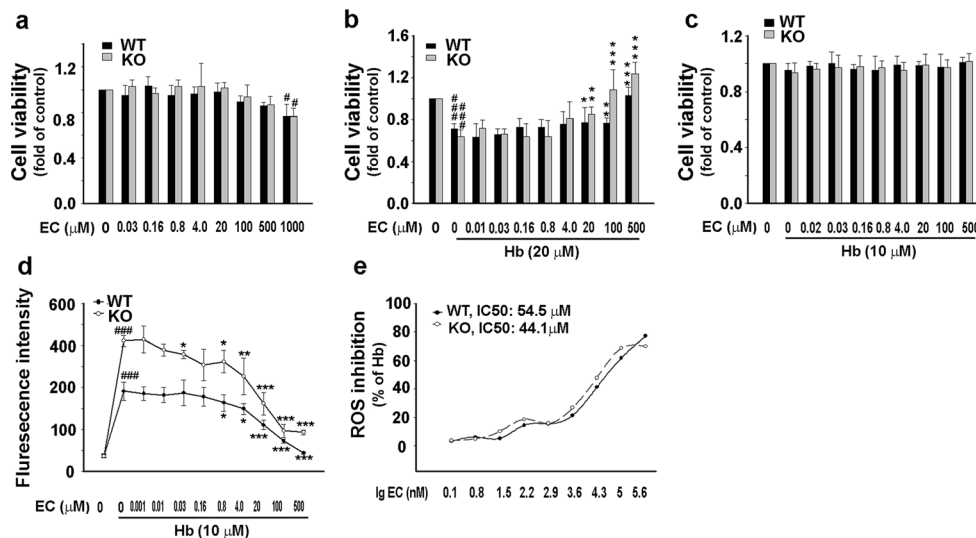 a
WT
KO
Cell viability
(fold of control)
1.2
0.8
0.4
0.0
# #
EC (μM) 0 0.03 0.16 0.8 4.0 20 100 500 1000
b
WT
KO
Cell viability
(fold of control)
1.6
1.2
0.8
0.4
0.0
### ### * ** ** *** *** ***
EC (μM) 0 0 0.01 0.03 0.16 0.8 4.0 20 100 500
Hb (20 μM)
c
WT
KO
Cell viability
(fold of control)
1.2
0.8
0.4
0.0
EC (μM) 0 0 0.02 0.03 0.16 0.8 4.0 20 100 500
Hb (10 μM)
d
WT
KO
Fluresecence intensity
600
400
300
200
100
0
### * * ** *** *** ***
### * * *** *** ***
EC (μM) 0 0 0.001 0.01 0.03 0.16 0.8 4.0 20 100 500
Hb (10 μM)
e
WT, IC50: 54.5 μM
KO, IC50: 44.1μM
ROS inhibition
(% of Hb)
100
80
60
40
20
0
lg EC (nM) 0.1 0.8 1.5 2.2 2.9 3.6 4.3 5 5.6